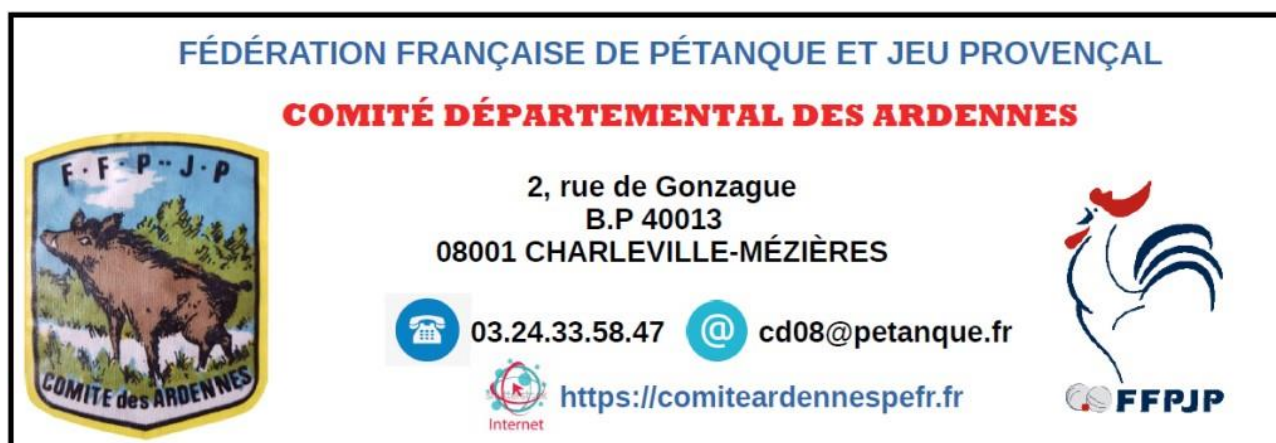 FÉDÉRATION FRANÇAISE DE PÉTANQUE ET JEU PROVENÇAL
COMITÉ DÉPARTEMENTAL DES ARDENNES
F·F·P--J·P
COMITE des ARDENNES
2, rue de Gonzague
B.P 40013
08001 CHARLEVILLE-MÉZIÈRES
03.24.33.58.47 @ cd08@petanque.fr
Internet
https://comiteardennespefr.fr
FFPJP